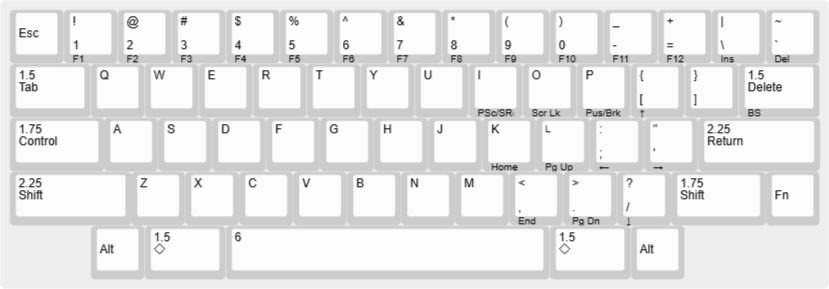 Esc ! @ # $ % ^ & * ( ) _ + | ~
1 2 3 4 5 6 7 8 9 0 - = \ `
F1 F2 F3 F4 F5 F6 F7 F8 F9 F10 F11 F12 Ins Del
1.5 Q W E R T Y U I O P { } 1.5
Tab Delete
[ ]
PSc/SR Scr Lk Pus/Brk ↑ BS
1.75 A S D F G H J K L : " 2.25
Control Return
; '
Home Pg Up ← →
2.25 Z X C V B N M < > ? 1.75
Shift Shift Fn
, . /
End Pg Dn ↓
1.5 6 1.5
Alt ◇ ◇ Alt